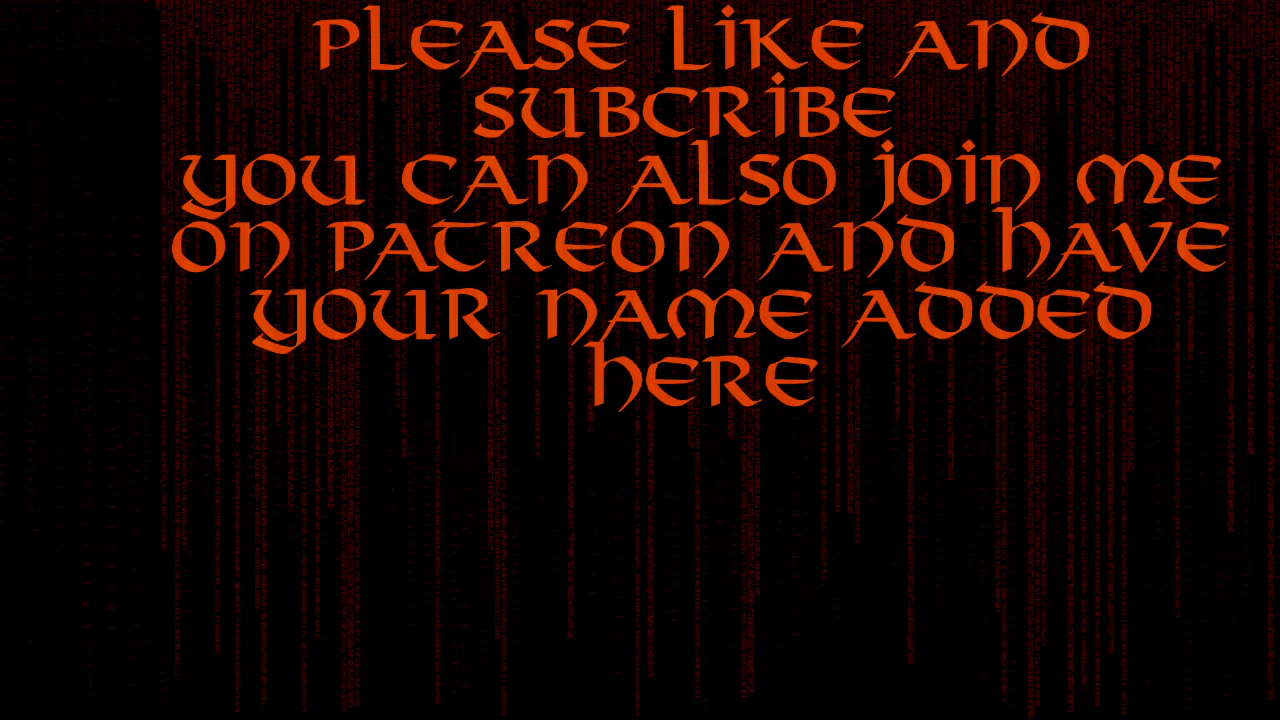 PLEASE LIKE AND
SUBCRIBE
YOU CAN ALSO JOIN ME
ON PATREON AND HAVE
YOUR NAME ADDED
HERE